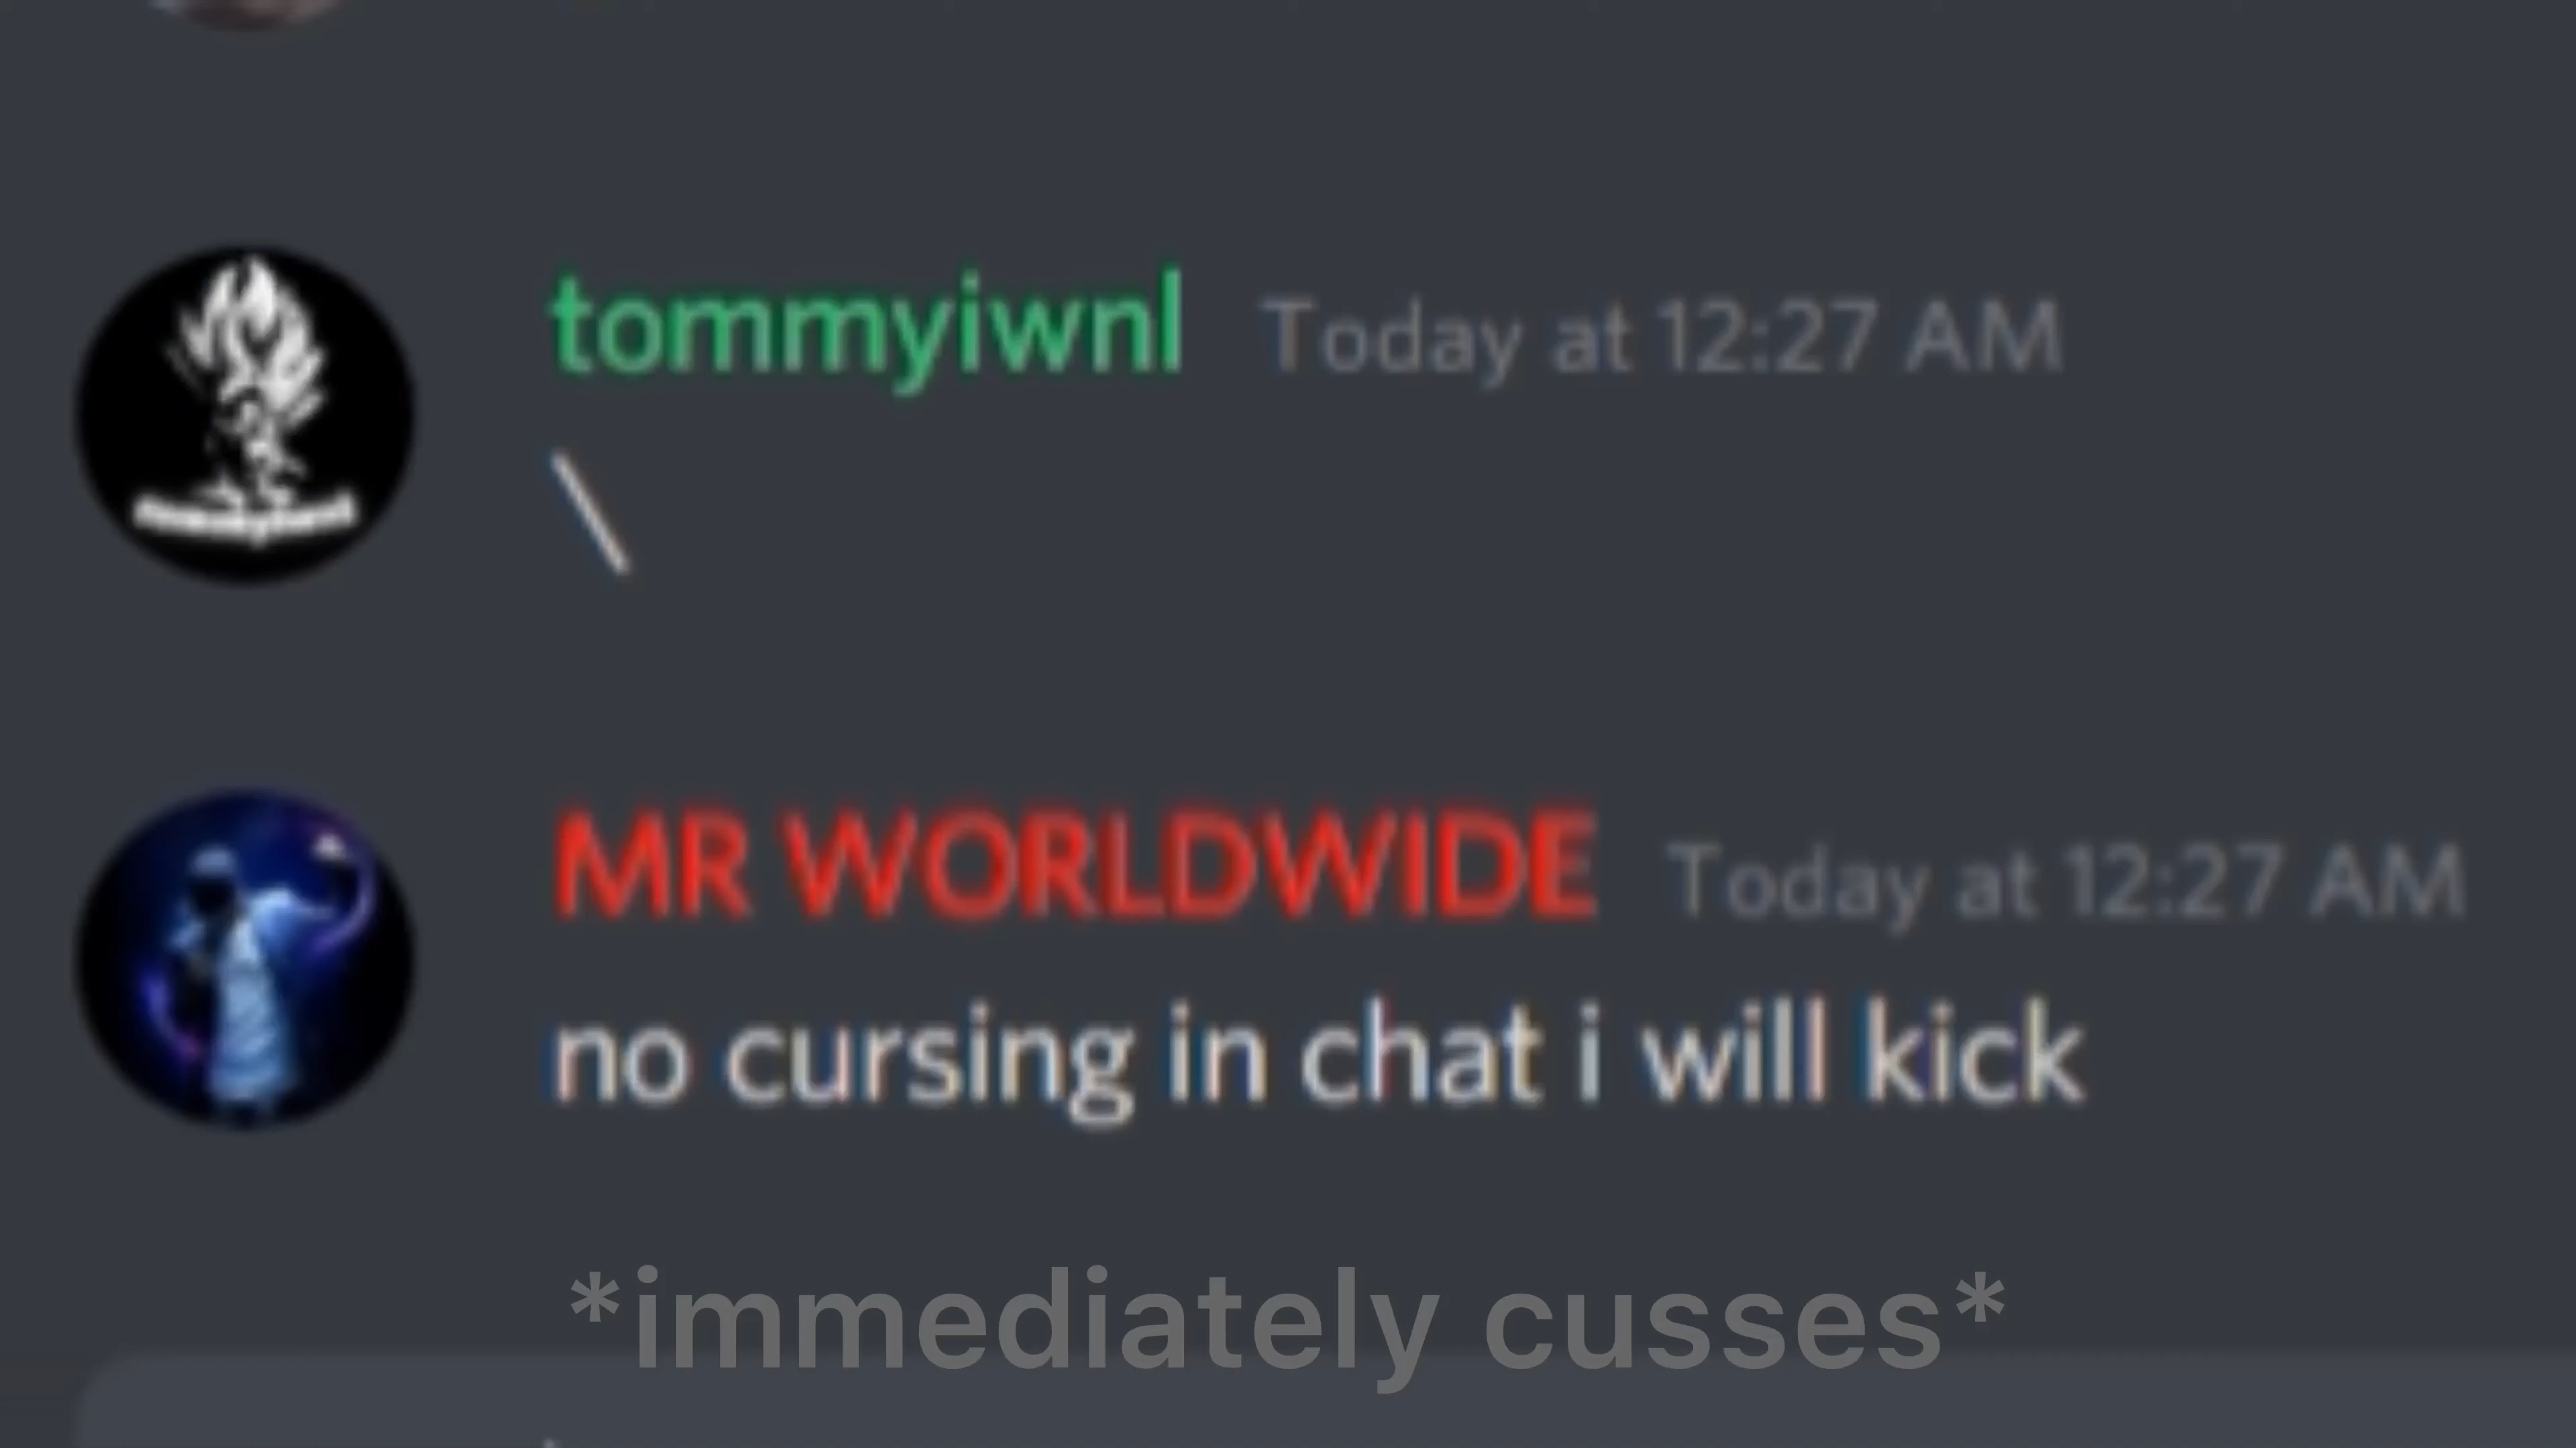 tommyiwnl Today at 12:27 AM
\
MR WORLDWIDE Today at 12:27 AM
no cursing in chat i will kick
*immediately cusses*